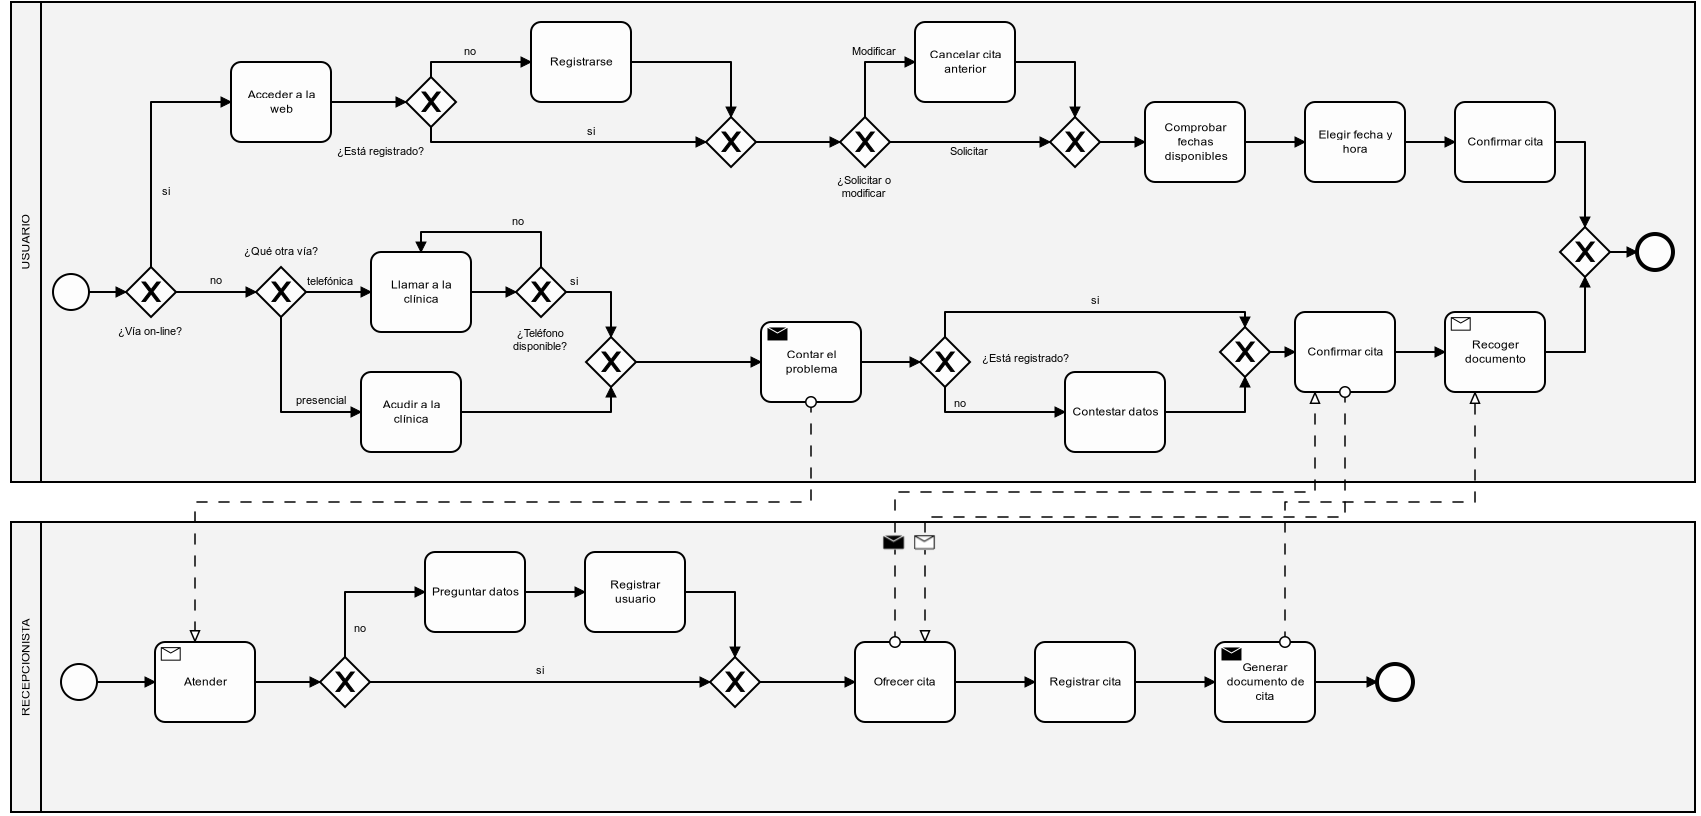 USUARIO
no
Registrarse
Modificar
Cancelar cita
anterior
Acceder a la
web
¿Está registrado?
si
¿Solicitar o
modificar
Solicitar
Comprobar
fechas
disponibles
Elegir fecha y
hora
Confirmar cita
si
¿Vía on-line?
no
¿Qué otra vía?
telefónica
Llamar a la
clínica
no
¿Teléfono
disponible?
si
presencial
Acudir a la
clínica
Contar el
problema
si
¿Está registrado?
no
Contestar datos
Confirmar cita
Recoger
documento
RECEPCIONISTA
Atender
no
Preguntar datos
Registrar
usuario
si
Ofrecer cita
Registrar cita
Generar
documento de
cita